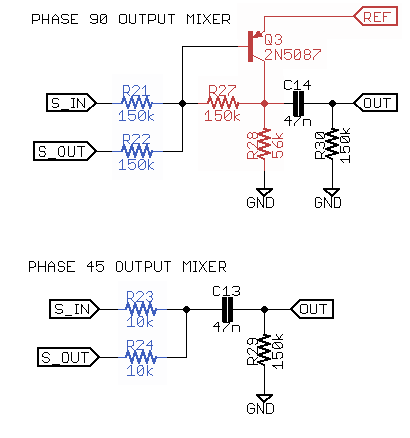 PHASE 90 OUTPUT MIXER
REF
Q3
2N5087
R21
S_IN
150k
R27
150k
C14
47n
OUT
R22
S_OUT
150k
R28
56k
R30
150k
GND
GND
PHASE 45 OUTPUT MIXER
R23
S_IN
10k
C13
47n
OUT
R24
S_OUT
10k
R29
150k
GND